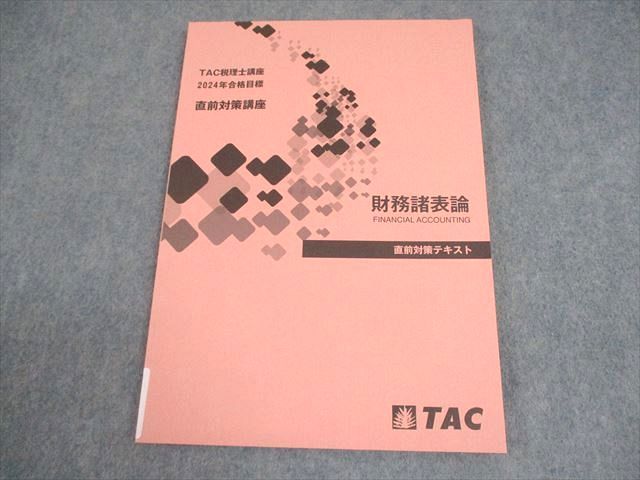 TAC税理士講座
2024年合格目標
直前対策講座
財務諸表論
FINANCIAL ACCOUNTING
直前対策テキスト
TAC